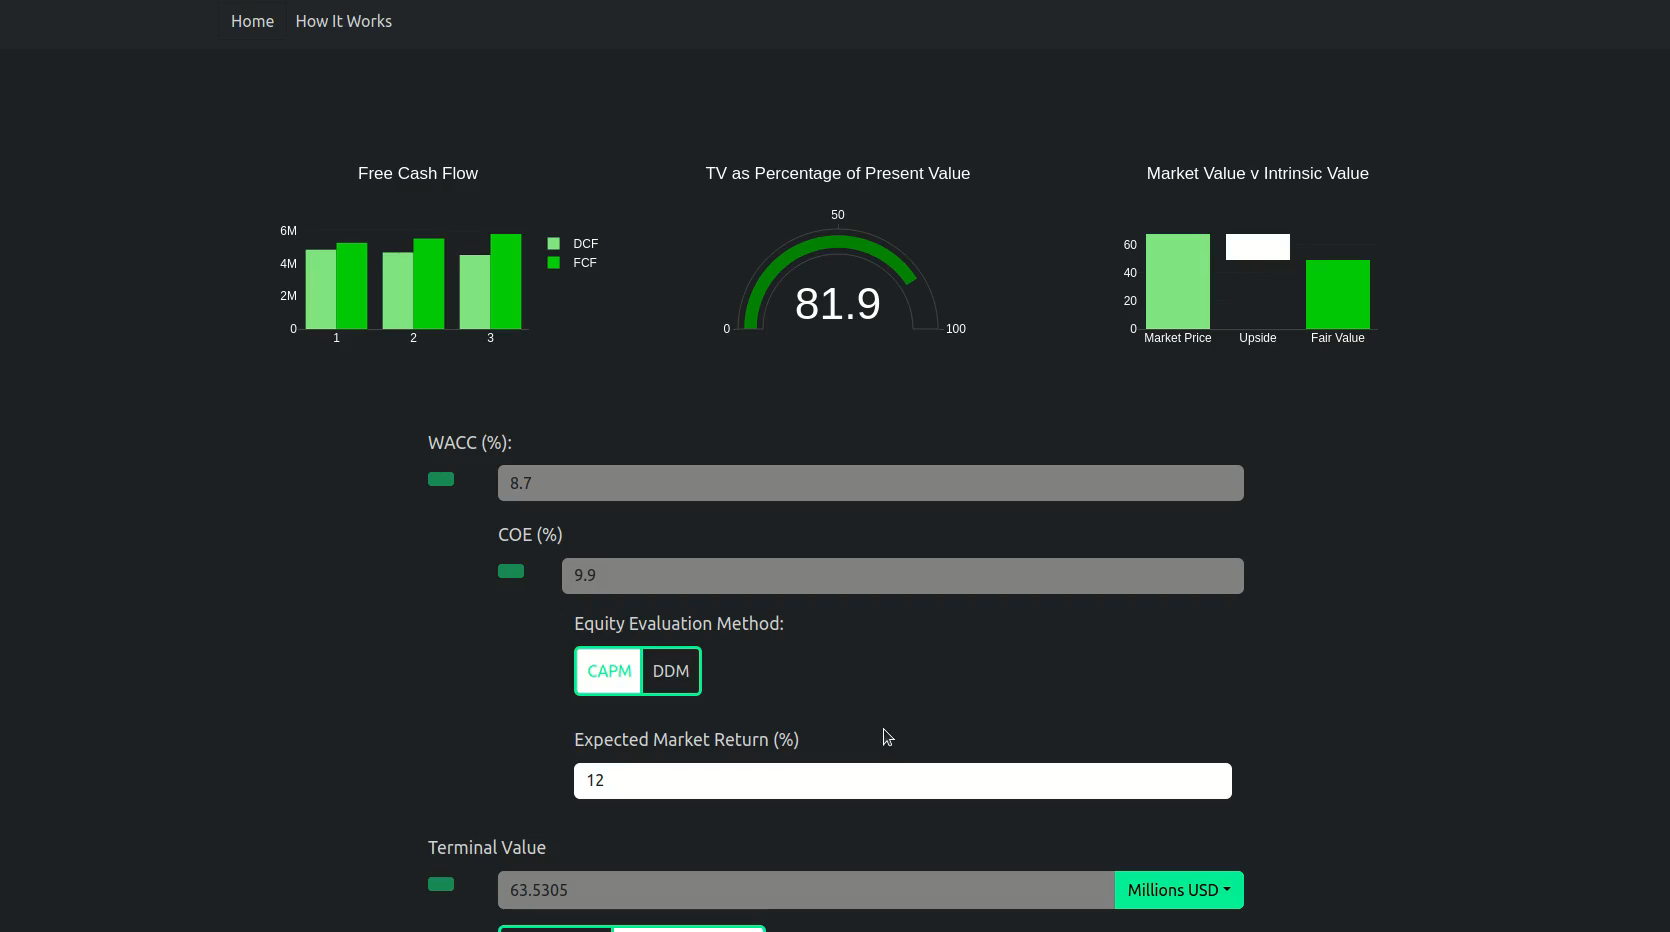 Home How It Works
Free Cash Flow
6M
4M
2M
0
1 2 3
DCF
FCF
TV as Percentage of Present Value
50
81.9
0 100
Market Value v Intrinsic Value
60
40
20
0
Market Price Upside Fair Value
WACC (%):
8.7
COE (%)
9.9
Equity Evaluation Method:
CAPM DDM
Expected Market Return (%)
12
Terminal Value
63.5305 Millions USD